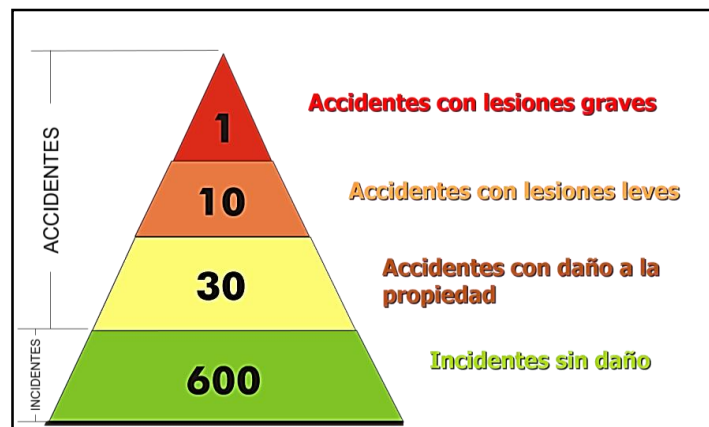 ACCIDENTES
INCIDENTES
1
Accidentes con lesiones graves
10
Accidentes con lesiones leves
30
Accidentes con daño a la
propiedad
600
Incidentes sin daño